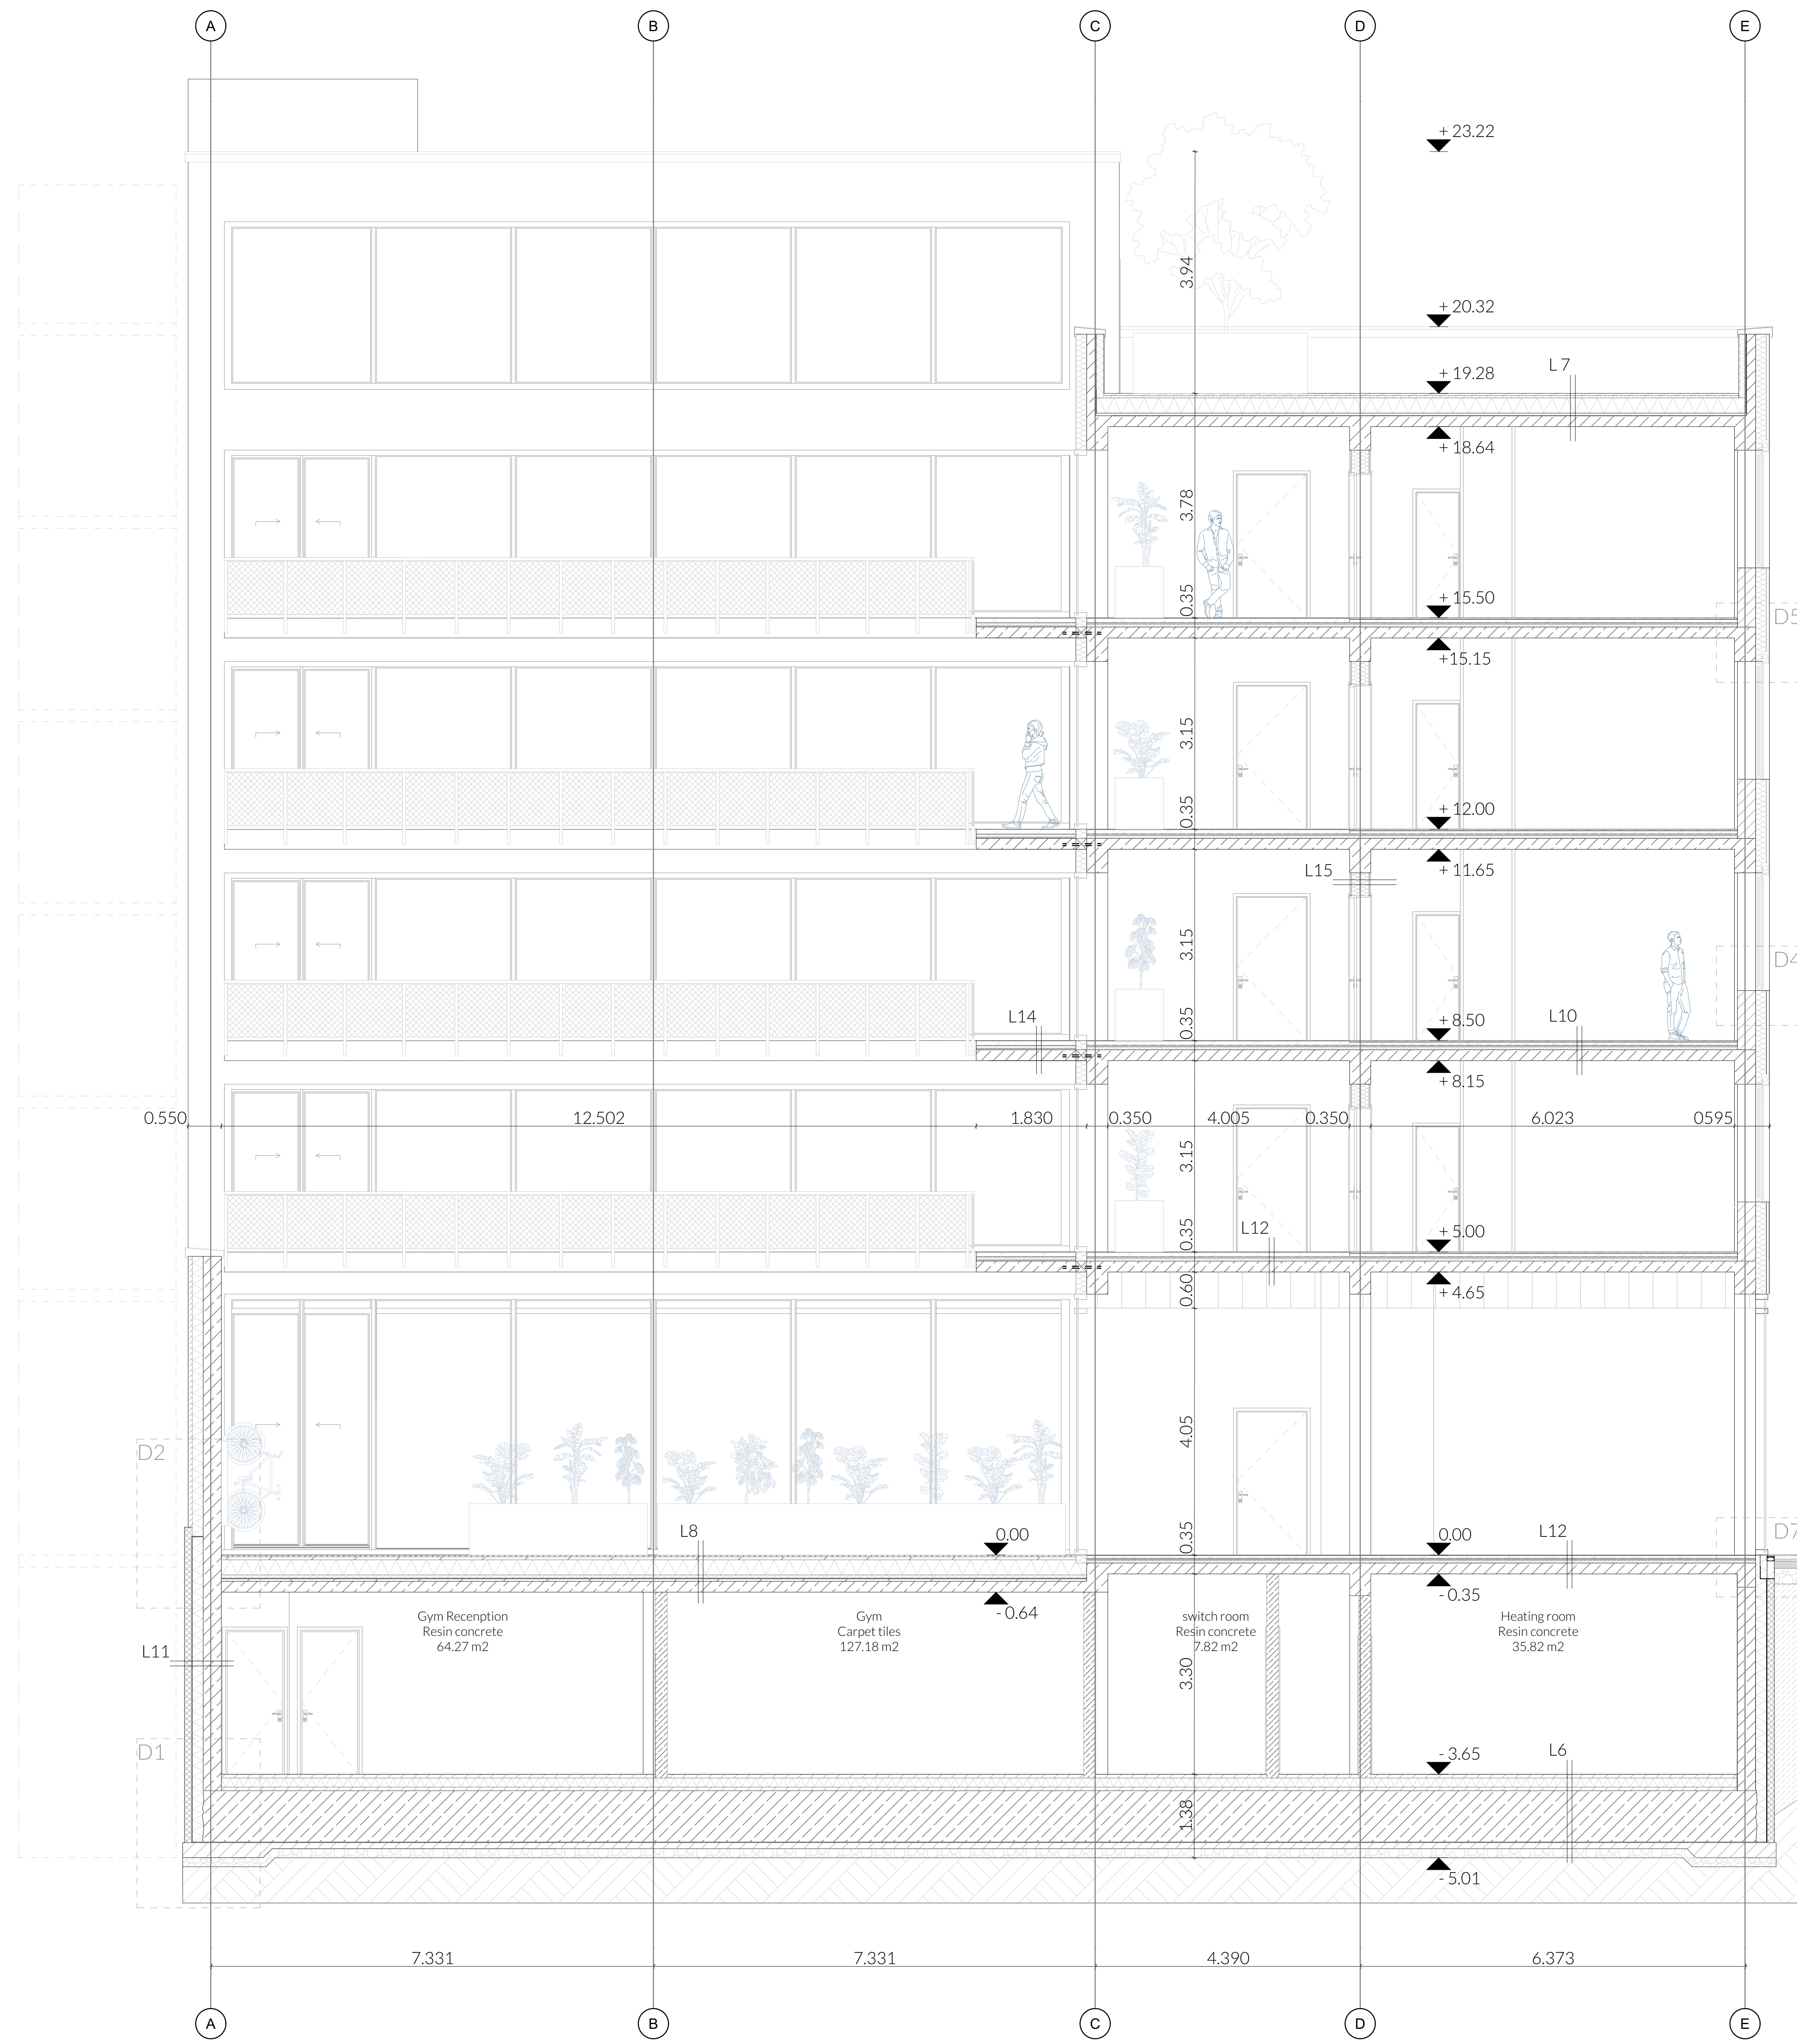 A B C D E
+ 23.22
3.94
+ 20.32
L 7
+ 19.28
+ 18.64
3.78
0.35
+ 15.50
D5
+15.15
3.15
0.35
+ 12.00
L15
+ 11.65
3.15
D4
L14
0.35
+ 8.50
L10
+ 8.15
0.550 12.502 1.830 0.350 4.005 0.350 6.023 0595
3.15
L12
0.35
+ 5.00
0.60
+ 4.65
D2
4.05
L8
0.00
0.35
0.00
L12
D7
- 0.35
- 0.64
Gym Recenption
Resin concrete
64.27 m2
Gym
Carpet tiles
127.18 m2
switch room
Resin concrete
7.82 m2
Heating room
Resin concrete
35.82 m2
L11
3.30
D1
- 3.65
L6
1.38
- 5.01
7.331 7.331 4.390 6.373
A B C D E